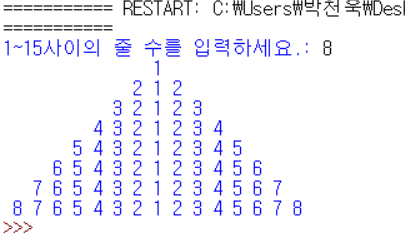 =========== RESTART: C:\Users\박천욱\Des
===========
1~15사이의 줄 수를 입력하세요.: 8
1
2 1 2
3 2 1 2 3
4 3 2 1 2 3 4
5 4 3 2 1 2 3 4 5
6 5 4 3 2 1 2 3 4 5 6
7 6 5 4 3 2 1 2 3 4 5 6 7
8 7 6 5 4 3 2 1 2 3 4 5 6 7 8
>>>